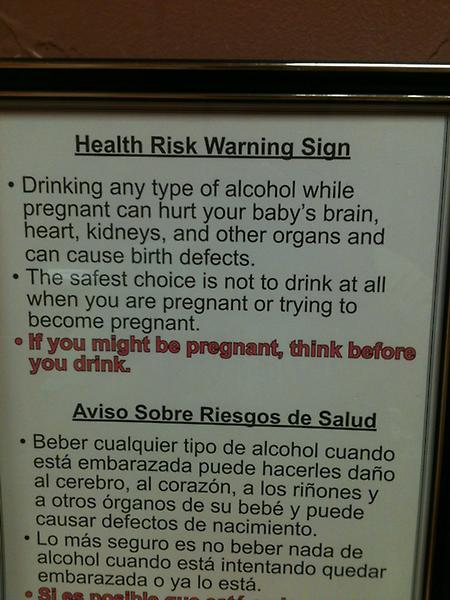 Health Risk Warning Sign
• Drinking any type of alcohol while
pregnant can hurt your baby's brain,
heart, kidneys, and other organs and
can cause birth defects.
• The safest choice is not to drink at all
when you are pregnant or trying to
become pregnant.
• If you might be pregnant, think before
you drink.
Aviso Sobre Riesgos de Salud
• Beber cualquier tipo de alcohol cuando
está embarazada puede hacerles daño
al cerebro, al corazón, a los riñones y
a otros órganos de su bebé y puede
causar defectos de nacimiento.
• Lo más seguro es no beber nada de
alcohol cuando está intentando quedar
embarazada o ya lo está.
• Si es posible que